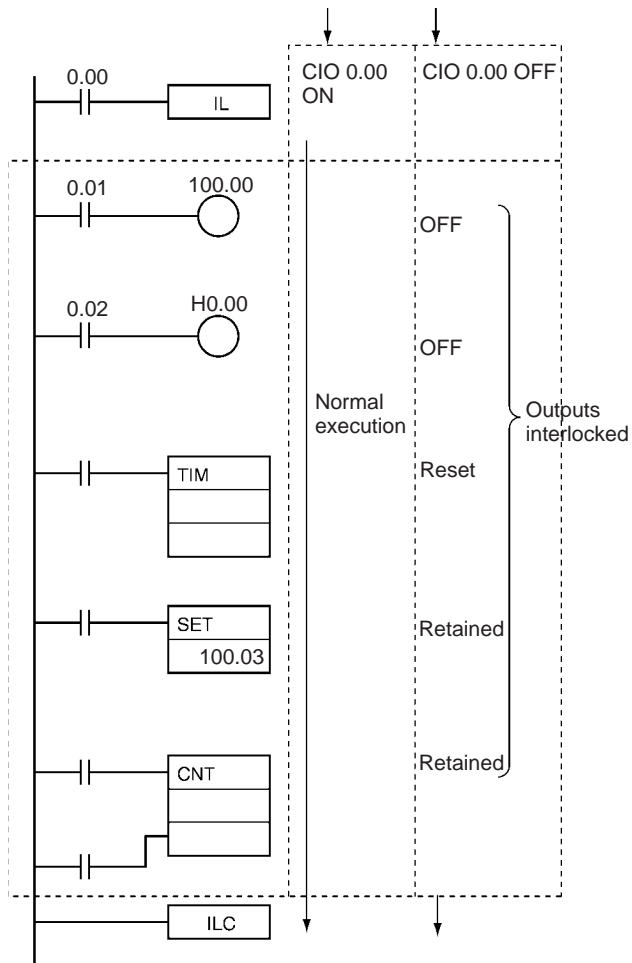 0.00
IL
CIO 0.00
ON
CIO 0.00 OFF
0.01
100.00
OFF
0.02
H0.00
OFF
Normal
execution
Outputs
interlocked
TIM
Reset
SET
100.03
Retained
CNT
Retained
ILC